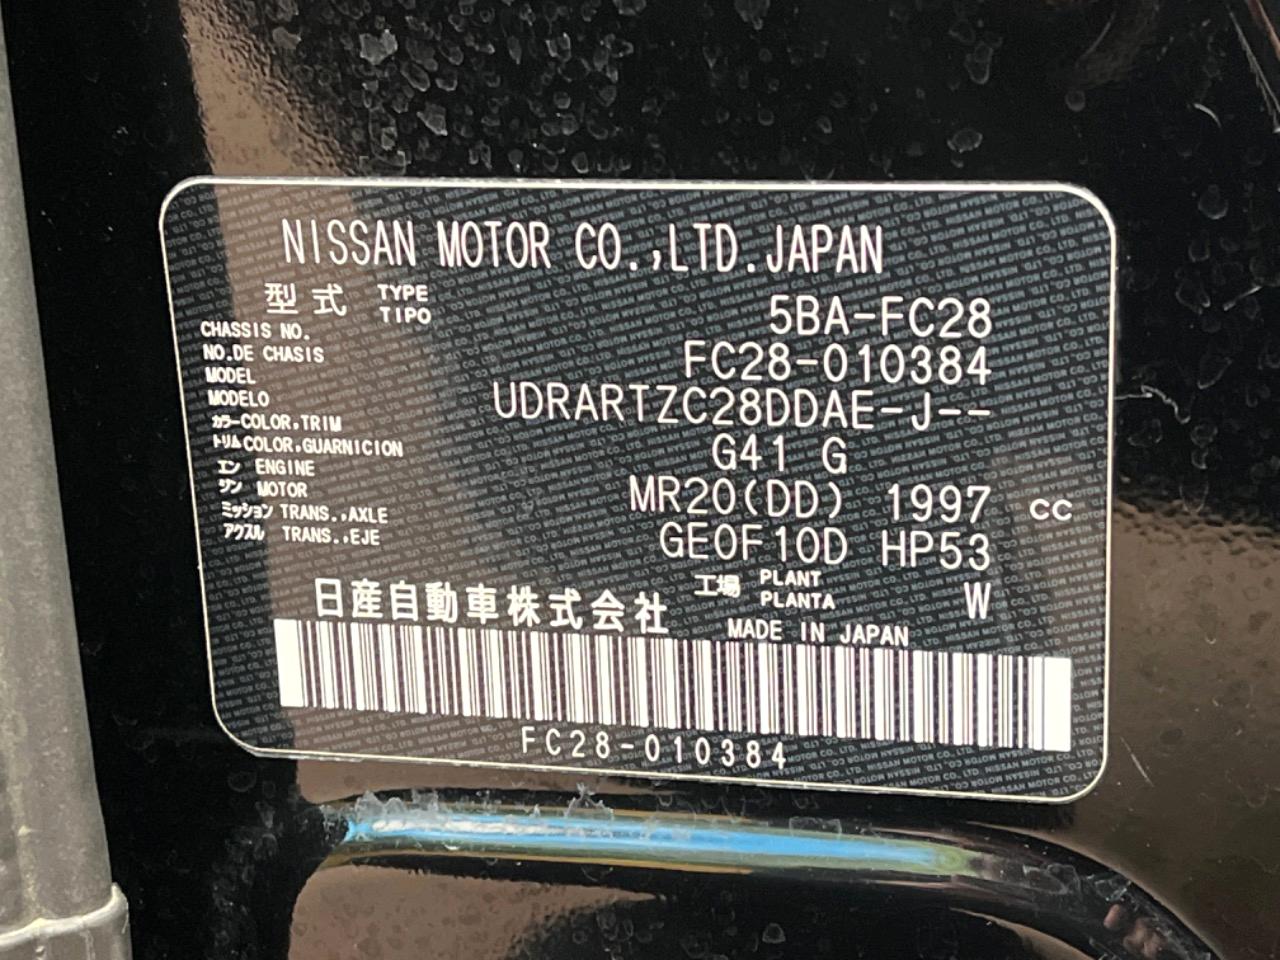 NISSAN MOTOR CO.,LTD.JAPAN
型式 TYPE TIPO 5BA-FC28
CHASSIS NO.
NO.DE CHASIS FC28-010384
MODEL
MODELO UDRARTZC28DDAE-J--
カラー COLOR,TRIM
トリム COLOR,GUARNICION G41 G
エン ENGINE
ジン MOTOR MR20(DD) 1997 CC
ミッション TRANS.,AXLE
アクスル TRANS.,EJE GE0F10D HP53
工場 PLANT PLANTA W
日産自動車株式会社 MADE IN JAPAN
FC28-010384